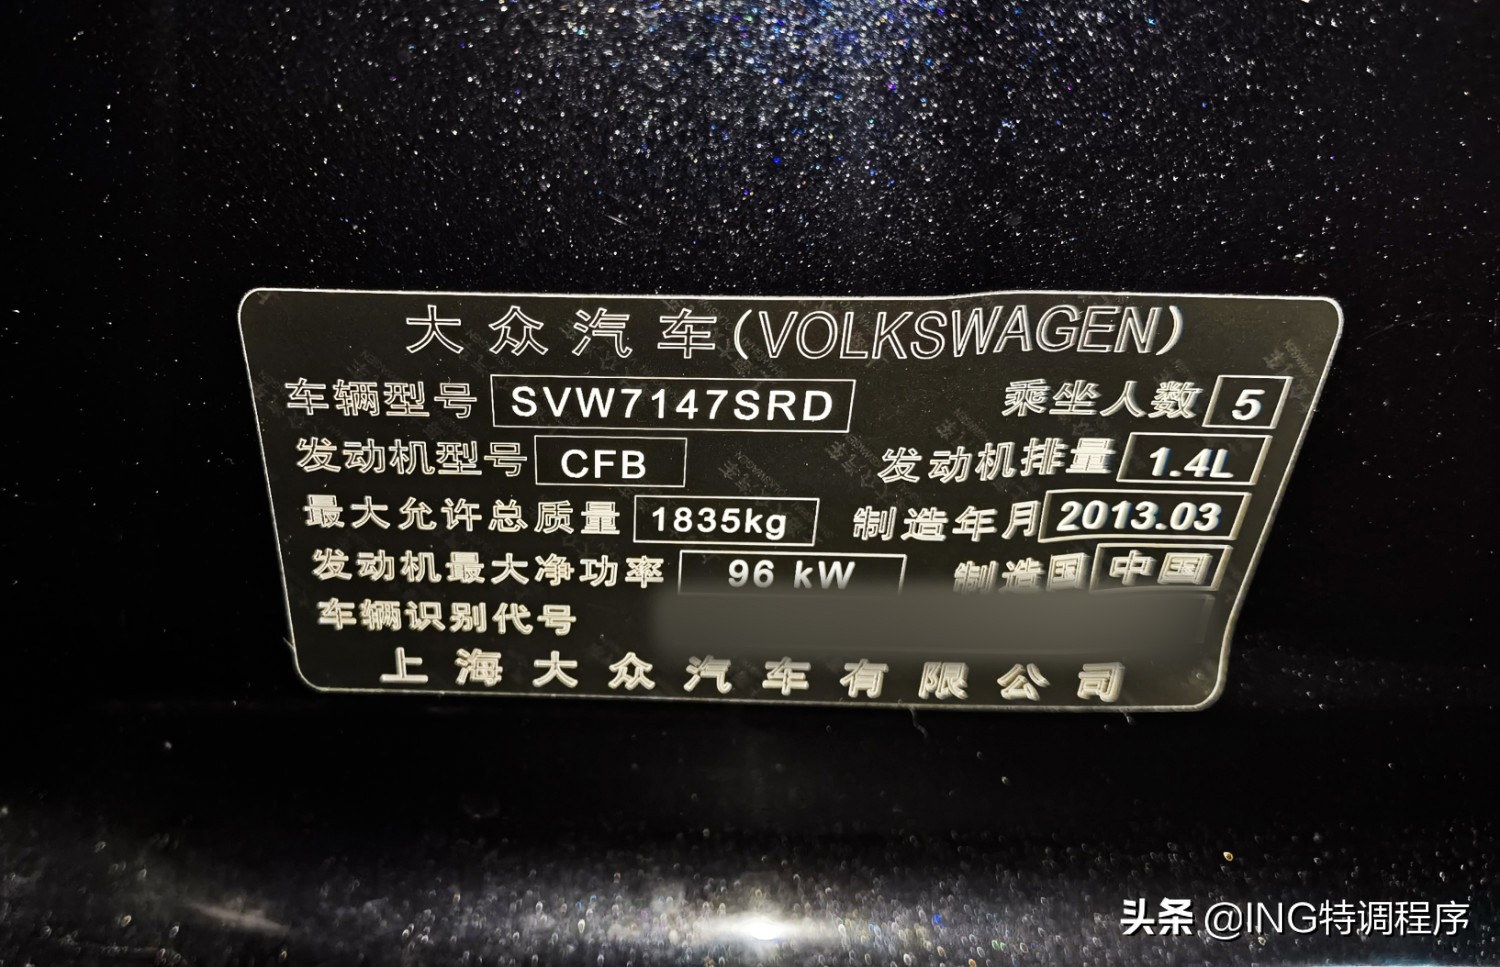 大众汽车(VOLKSWAGEN)
车辆型号 SVW7147SRD 乘坐人数 5
发动机型号 CFB 发动机排量 1.4L
最大允许总质量 1835kg 制造年月 2013.03
发动机最大净功率 96 kW 制造国 中国
车辆识别代号
上海大众汽车有限公司
头条 @ING特调程序